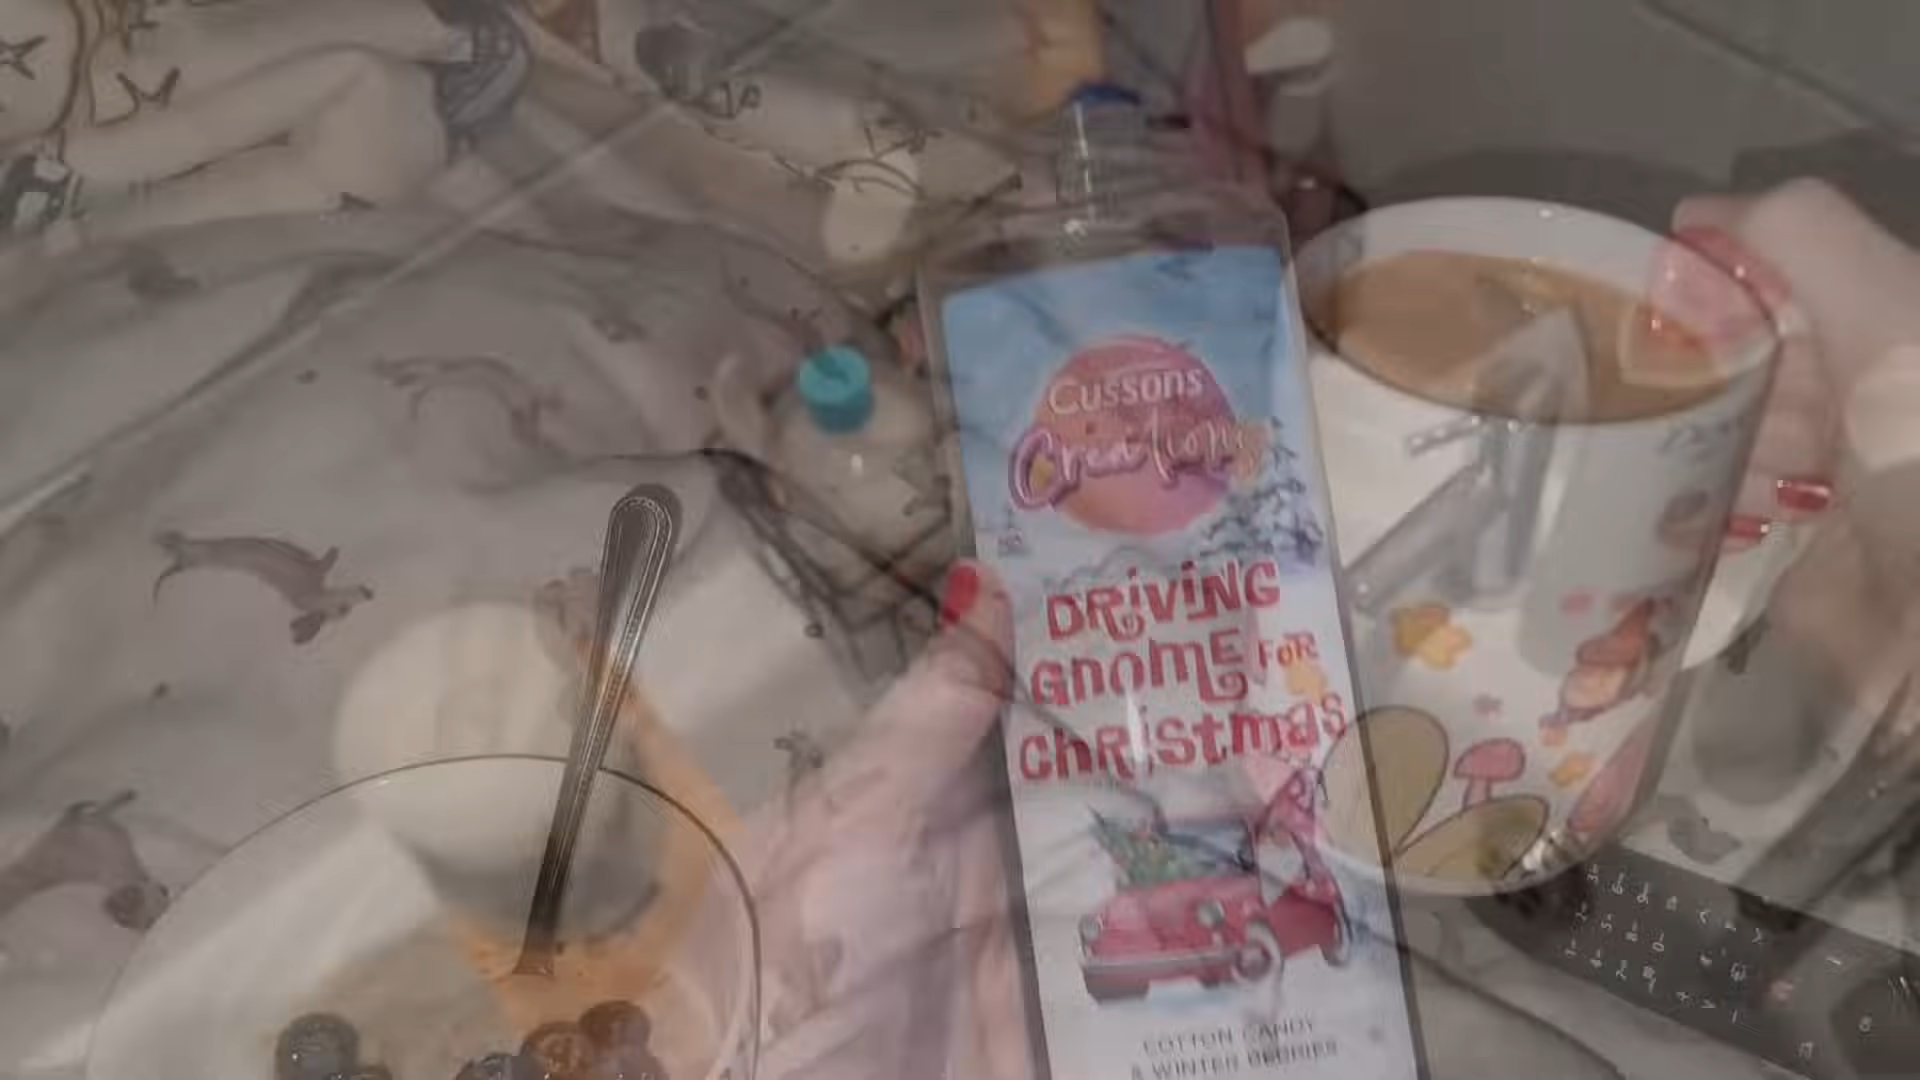 Cussons
Creations
DRIVING
GNOME FOR
CHRISTMAS
COTTON CANDY
& WINTER BERRIES